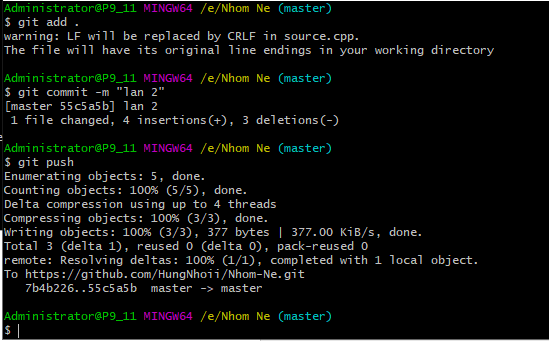 Administrator@P9_11 MINGW64 /e/Nhom Ne (master)
$ git add .
warning: LF will be replaced by CRLF in source.cpp.
The file will have its original line endings in your working directory
Administrator@P9_11 MINGW64 /e/Nhom Ne (master)
$ git commit -m "lan 2"
[master 55c5a5b] lan 2
 1 file changed, 4 insertions(+), 3 deletions(-)
Administrator@P9_11 MINGW64 /e/Nhom Ne (master)
$ git push
Enumerating objects: 5, done.
Counting objects: 100% (5/5), done.
Delta compression using up to 4 threads
Compressing objects: 100% (3/3), done.
Writing objects: 100% (3/3), 377 bytes | 377.00 KiB/s, done.
Total 3 (delta 1), reused 0 (delta 0), pack-reused 0
remote: Resolving deltas: 100% (1/1), completed with 1 local object.
To https://github.com/HungNhoii/Nhom-Ne.git
   7b4b226..55c5a5b  master -> master
Administrator@P9_11 MINGW64 /e/Nhom Ne (master)
$